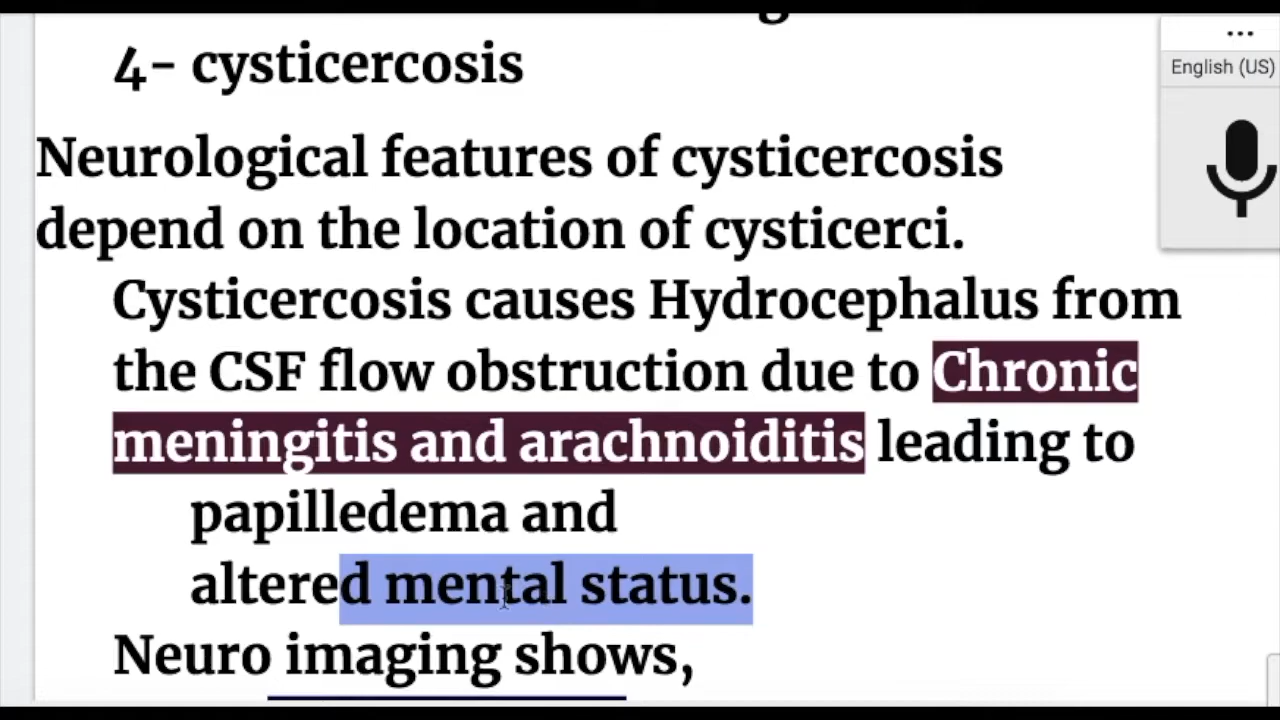 4- cysticercosis
English (US)
Neurological features of cysticercosis
depend on the location of cysticerci.
Cysticercosis causes Hydrocephalus from
the CSF flow obstruction due to Chronic
meningitis and arachnoiditis leading to
papilledema and
altered mental status.
Neuro imaging shows,